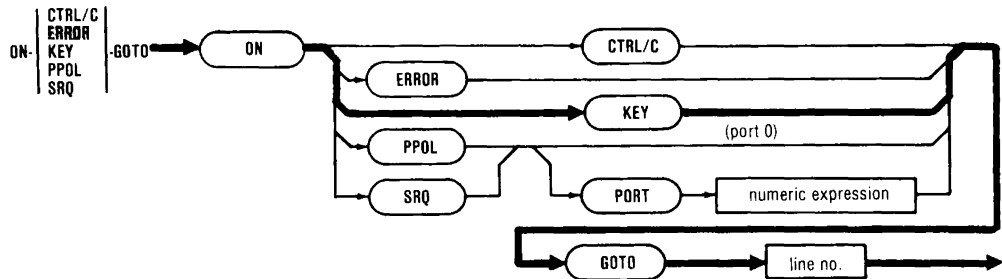 CTRL/C
ERROR
ON- KEY -GOTO
PPOL
SRQ
ON
CTRL/C
ERROR
KEY
(port 0)
PPOL
SRQ
PORT
numeric expression
GOTO
line no.